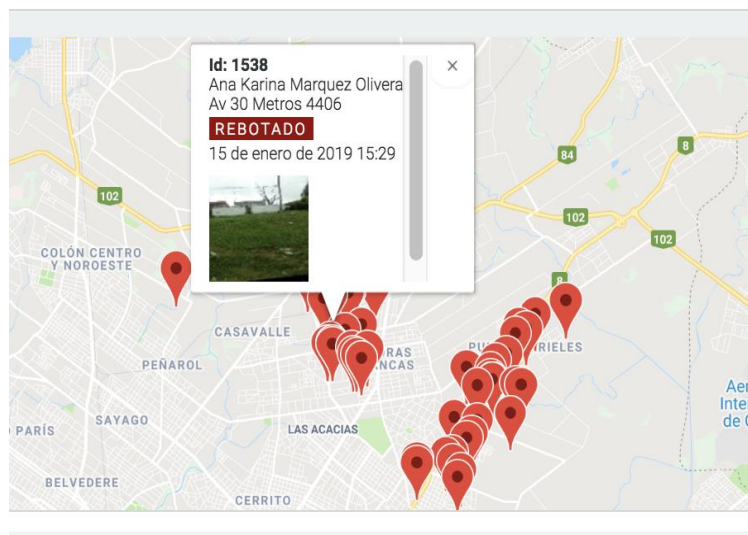 Id: 1538
Ana Karina Marquez Olivera
Av 30 Metros 4406
REBOTADO
15 de enero de 2019 15:29
84
8
102
102
102
COLÓN CENTRO
Y NOROESTE
8
CASAVALLE
RIELES
PEÑAROL
RAS
NCAS
Aer
Inte
de C
SAYAGO
PARÍS
LAS ACACIAS
BELVEDERE
CERRITO